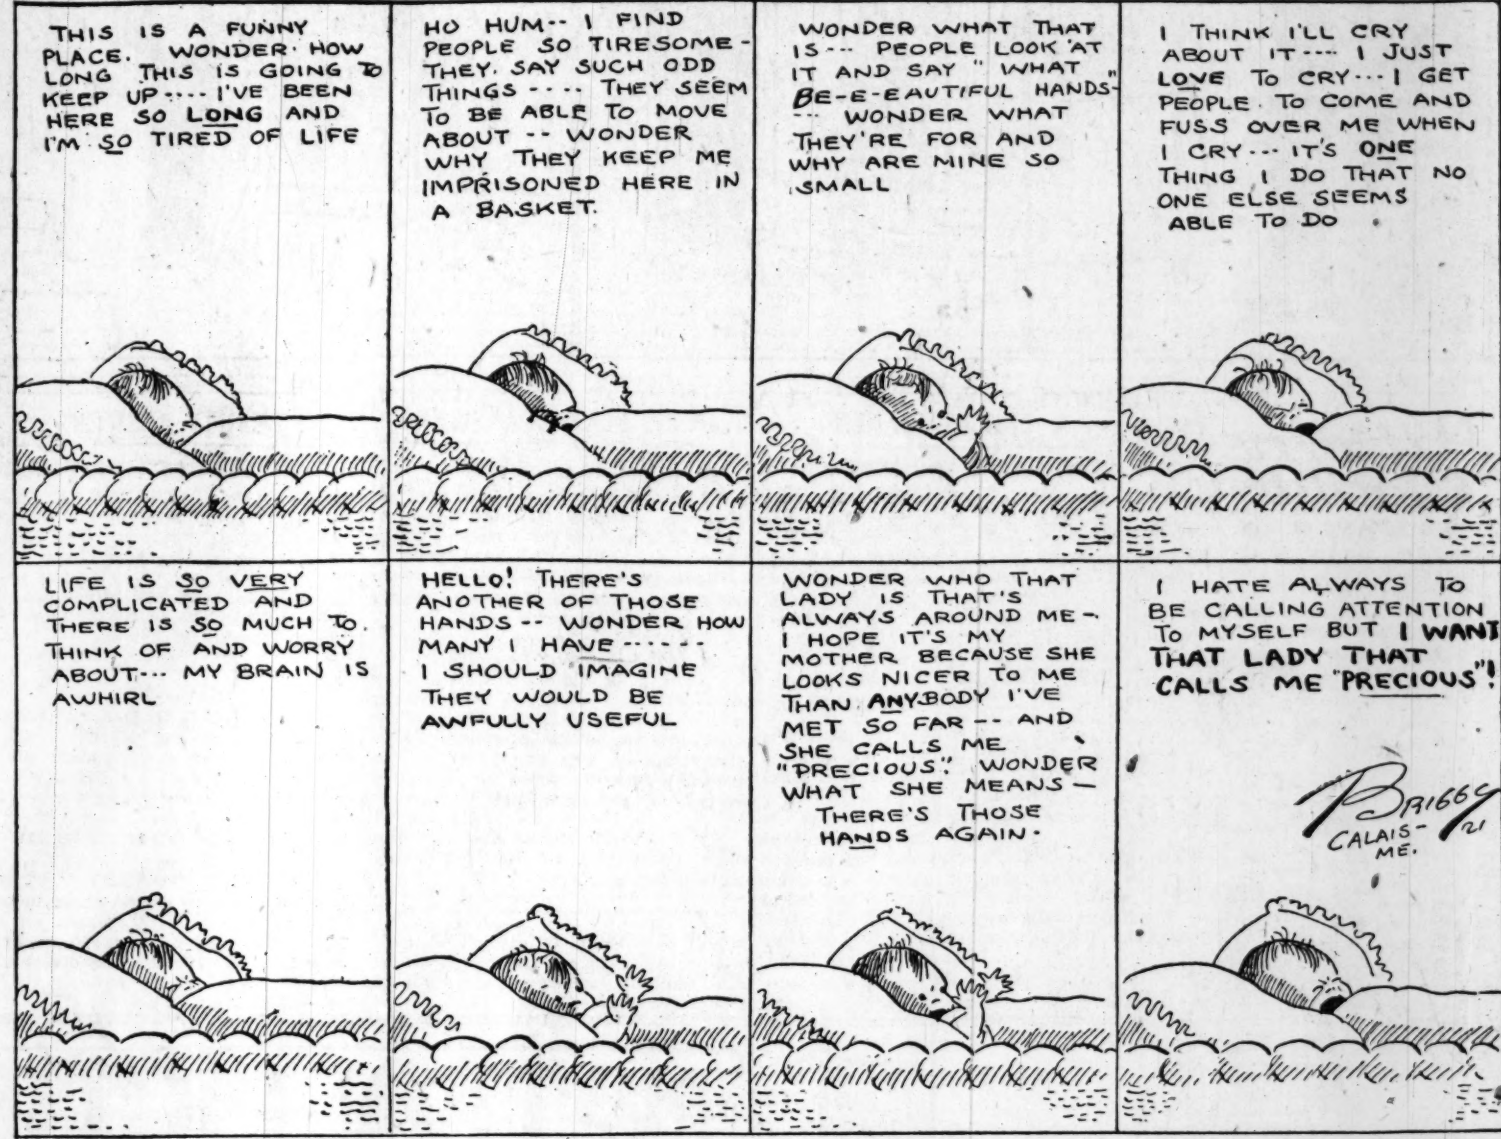 THIS IS A FUNNY
PLACE. WONDER HOW
LONG THIS IS GOING TO
KEEP UP---- I'VE BEEN
HERE SO LONG AND
I'M SO TIRED OF LIFE
HO HUM-- I FIND
PEOPLE SO TIRESOME-
THEY SAY SUCH ODD
THINGS ---- THEY SEEM
TO BE ABLE TO MOVE
ABOUT -- WONDER
WHY THEY KEEP ME
IMPRISONED HERE IN
A BASKET.
WONDER WHAT THAT
IS --- PEOPLE LOOK AT
IT AND SAY "WHAT
BE-E-EAUTIFUL HANDS"
--- WONDER WHAT
THEY'RE FOR AND
WHY ARE MINE SO
SMALL
I THINK I'LL CRY
ABOUT IT---- I JUST
LOVE TO CRY--- I GET
PEOPLE TO COME AND
FUSS OVER ME WHEN
I CRY--- IT'S ONE
THING I DO THAT NO
ONE ELSE SEEMS
ABLE TO DO
LIFE IS SO VERY
COMPLICATED AND
THERE IS SO MUCH TO
THINK OF AND WORRY
ABOUT--- MY BRAIN IS
AWHIRL
HELLO! THERE'S
ANOTHER OF THOSE
HANDS -- WONDER HOW
MANY I HAVE ------
I SHOULD IMAGINE
THEY WOULD BE
AWFULLY USEFUL
WONDER WHO THAT
LADY IS THAT'S
ALWAYS AROUND ME --
I HOPE IT'S MY
MOTHER BECAUSE SHE
LOOKS NICER TO ME
THAN ANYBODY I'VE
MET SO FAR -- AND
SHE CALLS ME
"PRECIOUS". WONDER
WHAT SHE MEANS —
THERE'S THOSE
HANDS AGAIN.
I HATE ALWAYS TO
BE CALLING ATTENTION
TO MYSELF BUT I WANT
THAT LADY THAT
CALLS ME "PRECIOUS"!
BRIGGS
21
CALAIS-
ME.